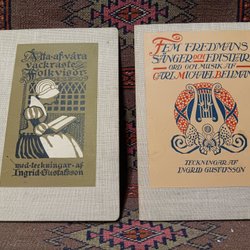 Åtta·af·våra
vackraste
Folkvisor
med·teckningar·af
Ingrid·Gustafsson
FEM FREDMANS
SÅNGER OCH EPISTLAR
ORD OCH MUSIK AF
CARL MICHAEL BELLMAN
TECKNINGAR AF
INGRID GUSTAFSSON